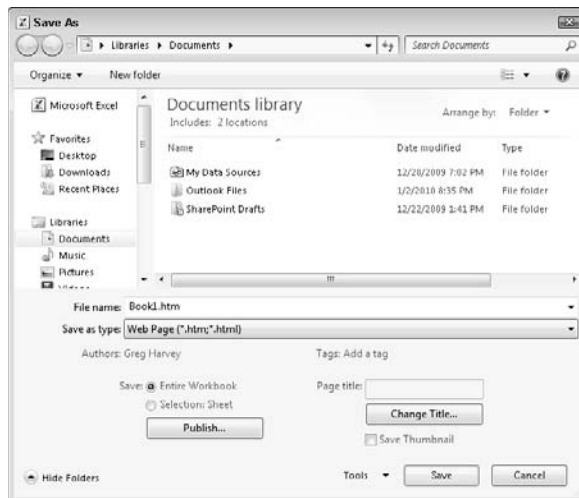 Save As
Libraries ▸ Documents ▸ Search Documents
Organize ▾ New folder
Microsoft Excel
Favorites
Desktop
Downloads
Recent Places
Libraries
Documents
Music
Pictures
Documents library
Includes: 2 locations
Arrange by: Folder ▾
Name Date modified Type
My Data Sources 12/28/2009 7:02 PM File folder
Outlook Files 1/2/2010 8:35 PM File folder
SharePoint Drafts 12/22/2009 1:41 PM File folder
File name: Book1.htm
Save as type: Web Page (*.htm;*.html)
Authors: Greg Harvey Tags: Add a tag
Save: Entire Workbook Page title:
Selection: Sheet Change Title...
Publish... Save Thumbnail
Hide Folders Tools ▾ Save Cancel